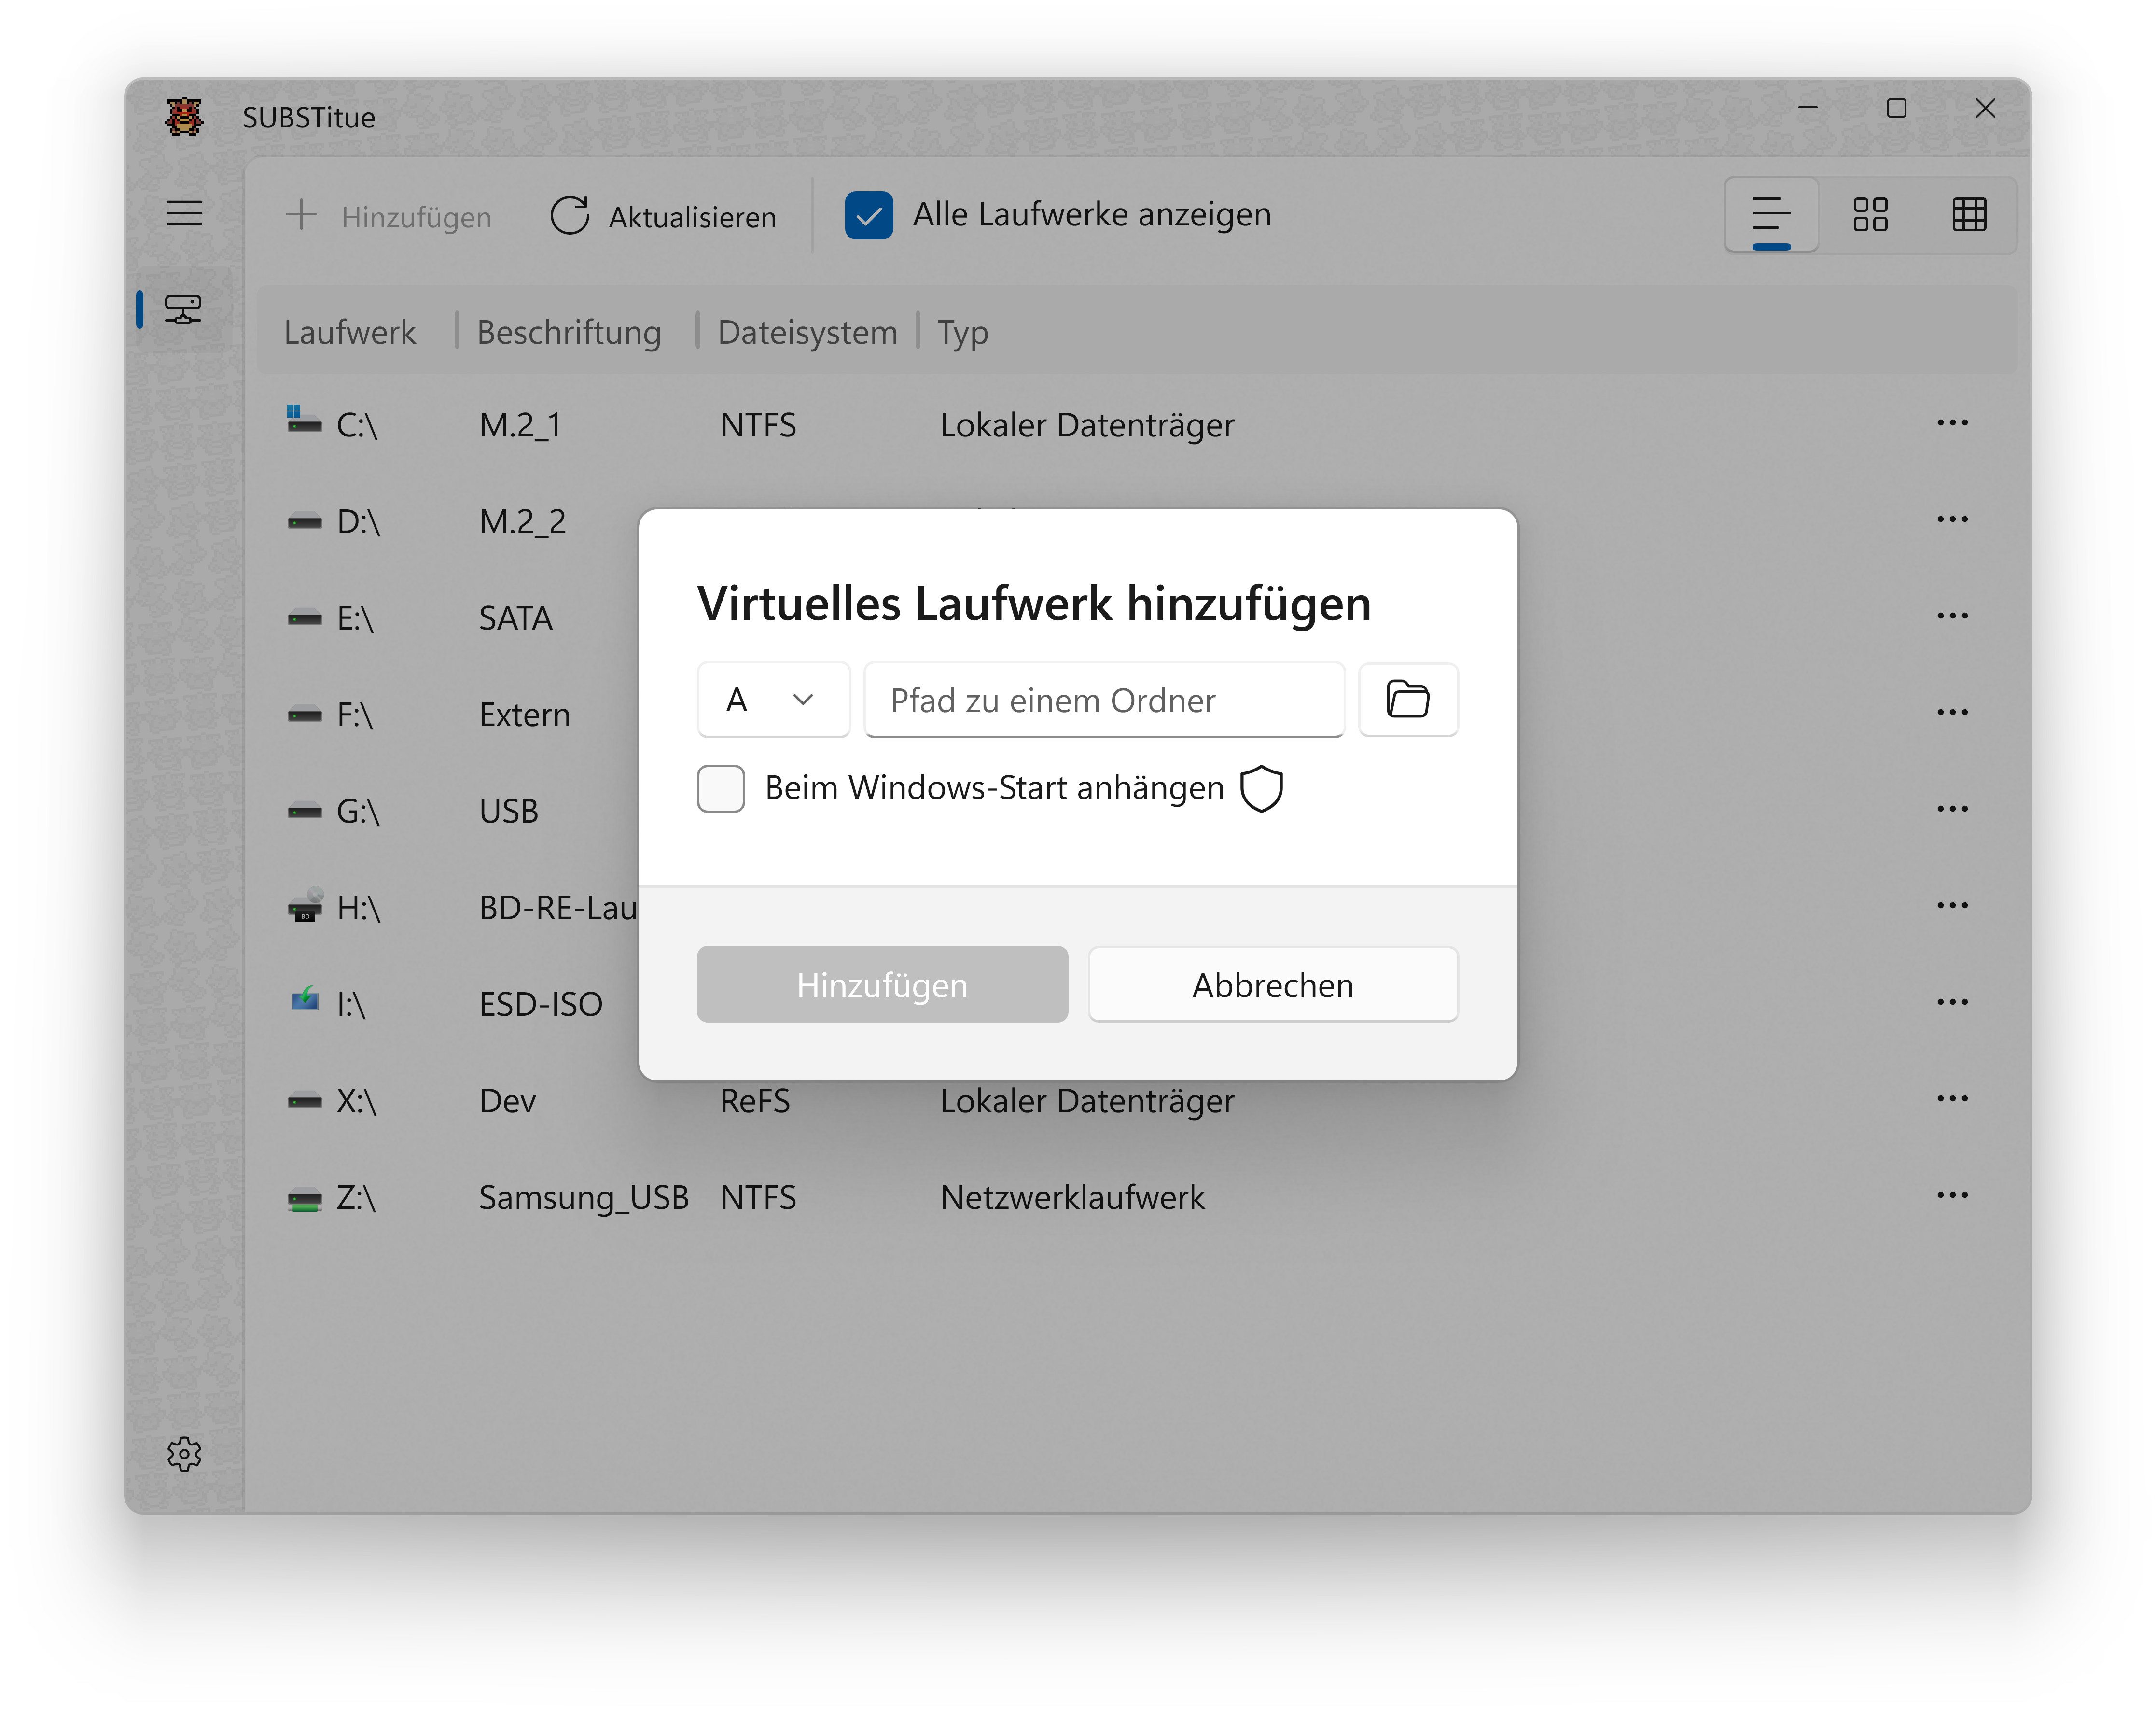 SUBSTitue
Hinzufügen Aktualisieren Alle Laufwerke anzeigen
Laufwerk Beschriftung Dateisystem Typ
C:\ M.2_1 NTFS Lokaler Datenträger
D:\ M.2_2
E:\ SATA
F:\ Extern
G:\ USB
H:\ BD-RE-Lau
I:\ ESD-ISO
X:\ Dev ReFS Lokaler Datenträger
Z:\ Samsung_USB NTFS Netzwerklaufwerk
Virtuelles Laufwerk hinzufügen
A Pfad zu einem Ordner
Beim Windows-Start anhängen
Hinzufügen Abbrechen